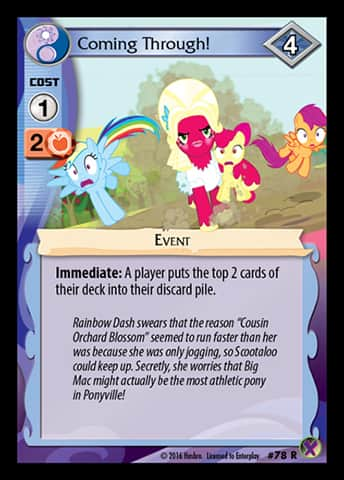 Coming Through!
4
COST
1
2
EVENT
Immediate: A player puts the top 2 cards of
their deck into their discard pile.
Rainbow Dash swears that the reason "Cousin
Orchard Blossom" seemed to run faster than her
was because she was only jogging, so Scootaloo
could keep up. Secretly, she worries that Big
Mac might actually be the most athletic pony
in Ponyville!
© 2016 Hasbro. Licensed to Enterplay #78 R